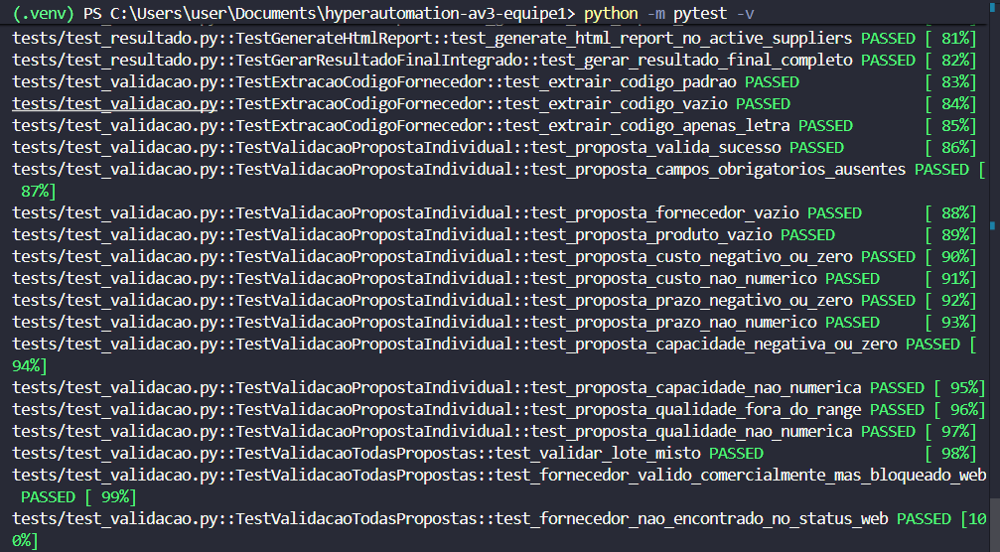 (.venv) PS C:\Users\user\Documents\hyperautomation-av3-equipe1> python -m pytest -v
tests/test_resultado.py::TestGenerateHtmlReport::test_generate_html_report_no_active_suppliers PASSED [ 81%]
tests/test_resultado.py::TestGerarResultadoFinalIntegrado::test_gerar_resultado_final_completo PASSED [ 82%]
tests/test_validacao.py::TestExtracaoCodigoFornecedor::test_extrair_codigo_padrao PASSED [ 83%]
tests/test_validacao.py::TestExtracaoCodigoFornecedor::test_extrair_codigo_vazio PASSED [ 84%]
tests/test_validacao.py::TestExtracaoCodigoFornecedor::test_extrair_codigo_apenas_letra PASSED [ 85%]
tests/test_validacao.py::TestValidacaoPropostaIndividual::test_proposta_valida_sucesso PASSED [ 86%]
tests/test_validacao.py::TestValidacaoPropostaIndividual::test_proposta_campos_obrigatorios_ausentes PASSED [
87%]
tests/test_validacao.py::TestValidacaoPropostaIndividual::test_proposta_fornecedor_vazio PASSED [ 88%]
tests/test_validacao.py::TestValidacaoPropostaIndividual::test_proposta_produto_vazio PASSED [ 89%]
tests/test_validacao.py::TestValidacaoPropostaIndividual::test_proposta_custo_negativo_ou_zero PASSED [ 90%]
tests/test_validacao.py::TestValidacaoPropostaIndividual::test_proposta_custo_nao_numerico PASSED [ 91%]
tests/test_validacao.py::TestValidacaoPropostaIndividual::test_proposta_prazo_negativo_ou_zero PASSED [ 92%]
tests/test_validacao.py::TestValidacaoPropostaIndividual::test_proposta_prazo_nao_numerico PASSED [ 93%]
tests/test_validacao.py::TestValidacaoPropostaIndividual::test_proposta_capacidade_negativa_ou_zero PASSED [
94%]
tests/test_validacao.py::TestValidacaoPropostaIndividual::test_proposta_capacidade_nao_numerica PASSED [ 95%]
tests/test_validacao.py::TestValidacaoPropostaIndividual::test_proposta_qualidade_fora_do_range PASSED [ 96%]
tests/test_validacao.py::TestValidacaoPropostaIndividual::test_proposta_qualidade_nao_numerica PASSED [ 97%]
tests/test_validacao.py::TestValidacaoTodasPropostas::test_validar_lote_misto PASSED [ 98%]
tests/test_validacao.py::TestValidacaoTodasPropostas::test_fornecedor_valido_comercialmente_mas_bloqueado_web
PASSED [ 99%]
tests/test_validacao.py::TestValidacaoTodasPropostas::test_fornecedor_nao_encontrado_no_status_web PASSED [10
0%]